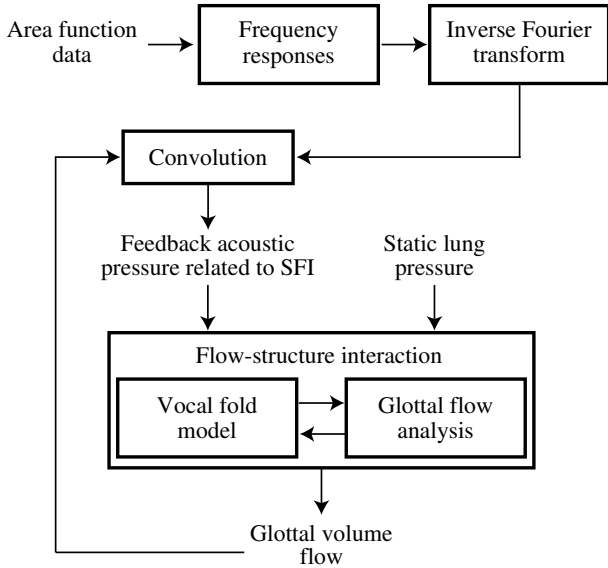 Area function
data
Frequency
responses
Inverse Fourier
transform
Convolution
Feedback acoustic
pressure related to SFI
Static lung
pressure
Flow-structure interaction
Vocal fold
model
Glottal flow
analysis
Glottal volume
flow